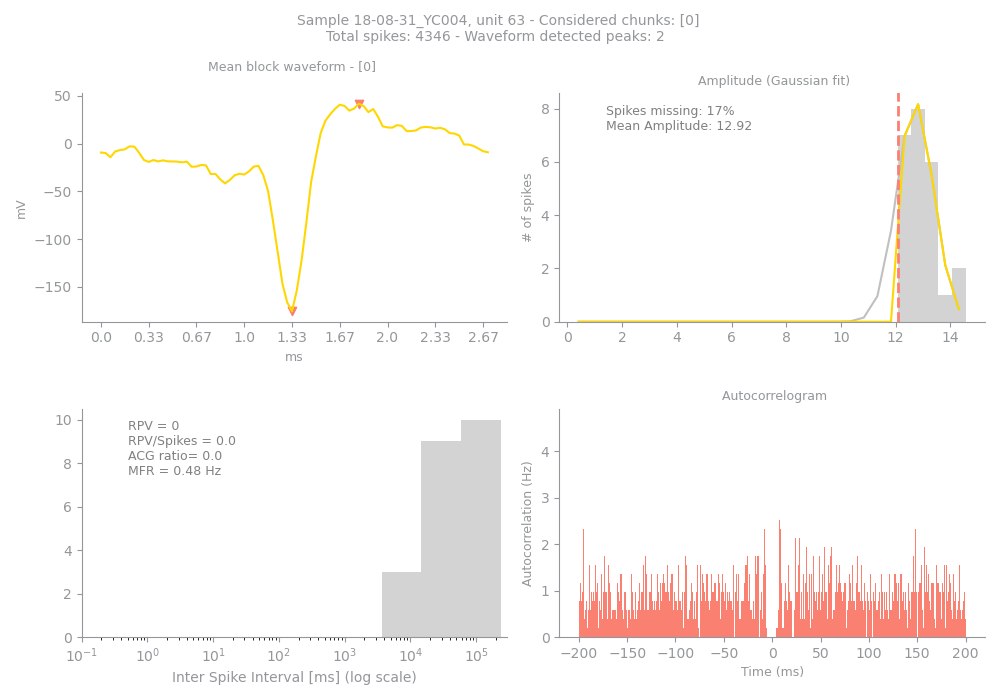 Sample 18-08-31_YC004, unit 63 - Considered chunks: [0]
Total spikes: 4346 - Waveform detected peaks: 2
Mean block waveform - [0]
50
0
−50
−100
−150
mV
0.0 0.33 0.67 1.0 1.33 1.67 2.0 2.33 2.67
ms
Amplitude (Gaussian fit)
Spikes missing: 17%
Mean Amplitude: 12.92
8
6
4
2
0
# of spikes
0 2 4 6 8 10 12 14
10
8
6
4
2
0
RPV = 0
RPV/Spikes = 0.0
ACG ratio= 0.0
MFR = 0.48 Hz
10⁻¹ 10⁰ 10¹ 10² 10³ 10⁴ 10⁵
Inter Spike Interval [ms] (log scale)
Autocorrelogram
4
3
2
1
0
Autocorrelation (Hz)
−200 −150 −100 −50 0 50 100 150 200
Time (ms)